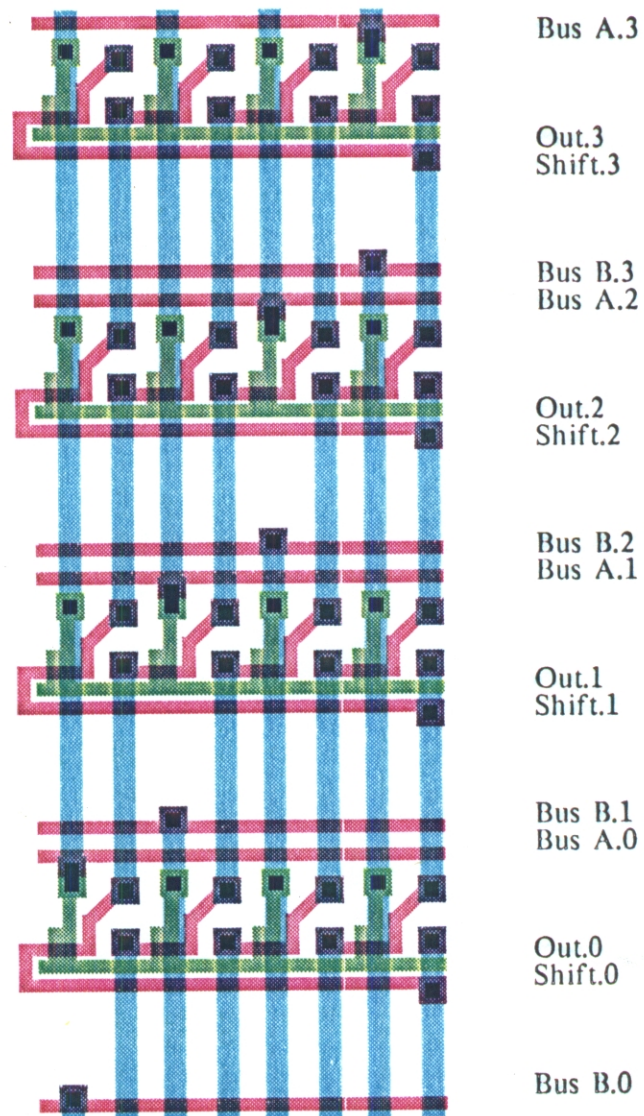 Bus A.3
Out.3
Shift.3
Bus B.3
Bus A.2
Out.2
Shift.2
Bus B.2
Bus A.1
Out.1
Shift.1
Bus B.1
Bus A.0
Out.0
Shift.0
Bus B.0